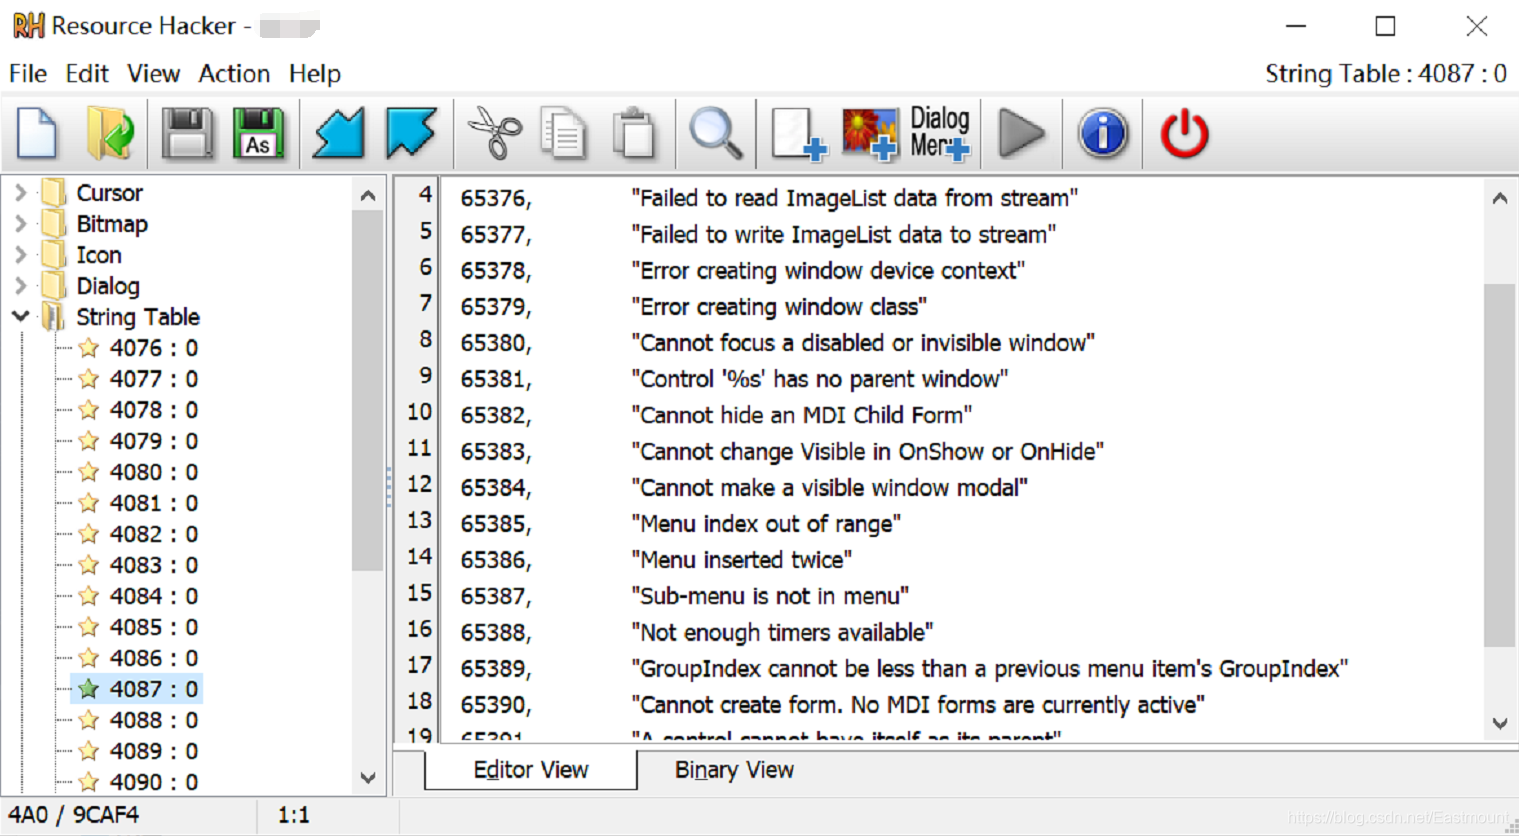 RH Resource Hacker -
File Edit View Action Help
String Table : 4087 : 0
As
Dialog
Menu
Cursor
Bitmap
Icon
Dialog
String Table
4076 : 0
4077 : 0
4078 : 0
4079 : 0
4080 : 0
4081 : 0
4082 : 0
4083 : 0
4084 : 0
4085 : 0
4086 : 0
4087 : 0
4088 : 0
4089 : 0
4090 : 0
4 65376, "Failed to read ImageList data from stream"
5 65377, "Failed to write ImageList data to stream"
6 65378, "Error creating window device context"
7 65379, "Error creating window class"
8 65380, "Cannot focus a disabled or invisible window"
9 65381, "Control '%s' has no parent window"
10 65382, "Cannot hide an MDI Child Form"
11 65383, "Cannot change Visible in OnShow or OnHide"
12 65384, "Cannot make a visible window modal"
13 65385, "Menu index out of range"
14 65386, "Menu inserted twice"
15 65387, "Sub-menu is not in menu"
16 65388, "Not enough timers available"
17 65389, "GroupIndex cannot be less than a previous menu item's GroupIndex"
18 65390, "Cannot create form. No MDI forms are currently active"
19 65391, "A control cannot have itself as its parent"
Editor View Binary View
4A0 / 9CAF4 1:1
https://blog.csdn.net/Eastmount